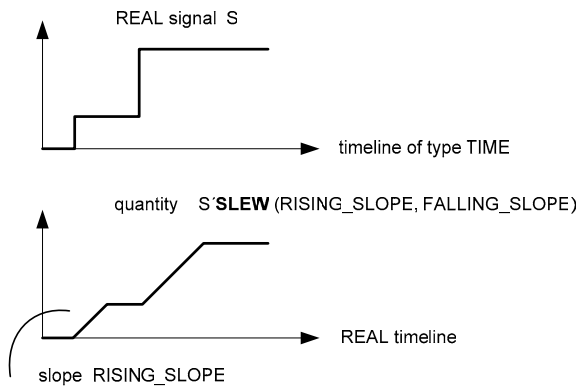 REAL signal S
timeline of type TIME
quantity S´SLEW (RISING_SLOPE, FALLING_SLOPE)
REAL timeline
slope RISING_SLOPE